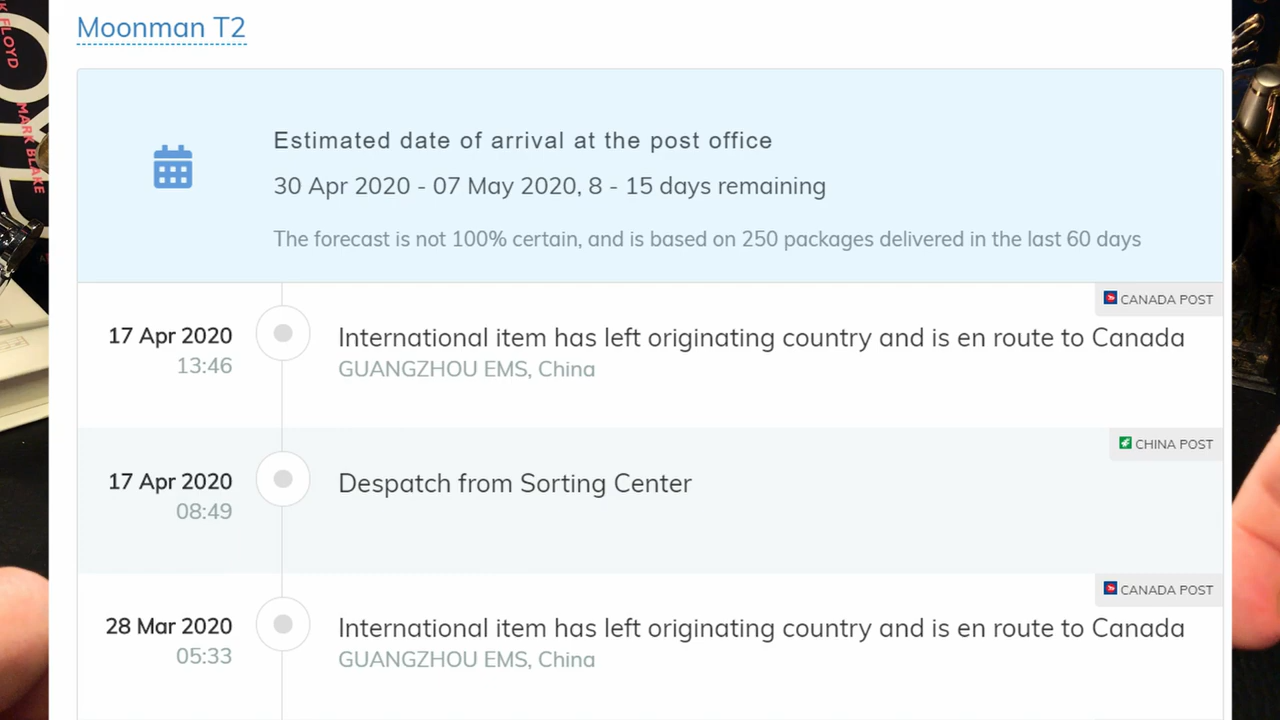 Moonman T2
Estimated date of arrival at the post office
30 Apr 2020 - 07 May 2020, 8 - 15 days remaining
The forecast is not 100% certain, and is based on 250 packages delivered in the last 60 days
CANADA POST
17 Apr 2020
13:46
International item has left originating country and is en route to Canada
GUANGZHOU EMS, China
CHINA POST
17 Apr 2020
08:49
Despatch from Sorting Center
CANADA POST
28 Mar 2020
05:33
International item has left originating country and is en route to Canada
GUANGZHOU EMS, China
FLOYD
MARK BLAKE